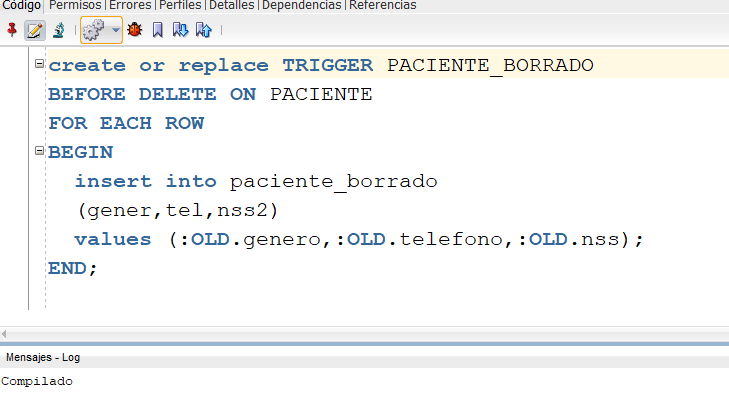 Código | Permisos | Errores | Perfiles | Detalles | Dependencias | Referencias
create or replace TRIGGER PACIENTE_BORRADO
BEFORE DELETE ON PACIENTE
FOR EACH ROW
BEGIN
insert into paciente_borrado
(gener,tel,nss2)
values (:OLD.genero,:OLD.telefono,:OLD.nss);
END;
Mensajes - Log
Compilado